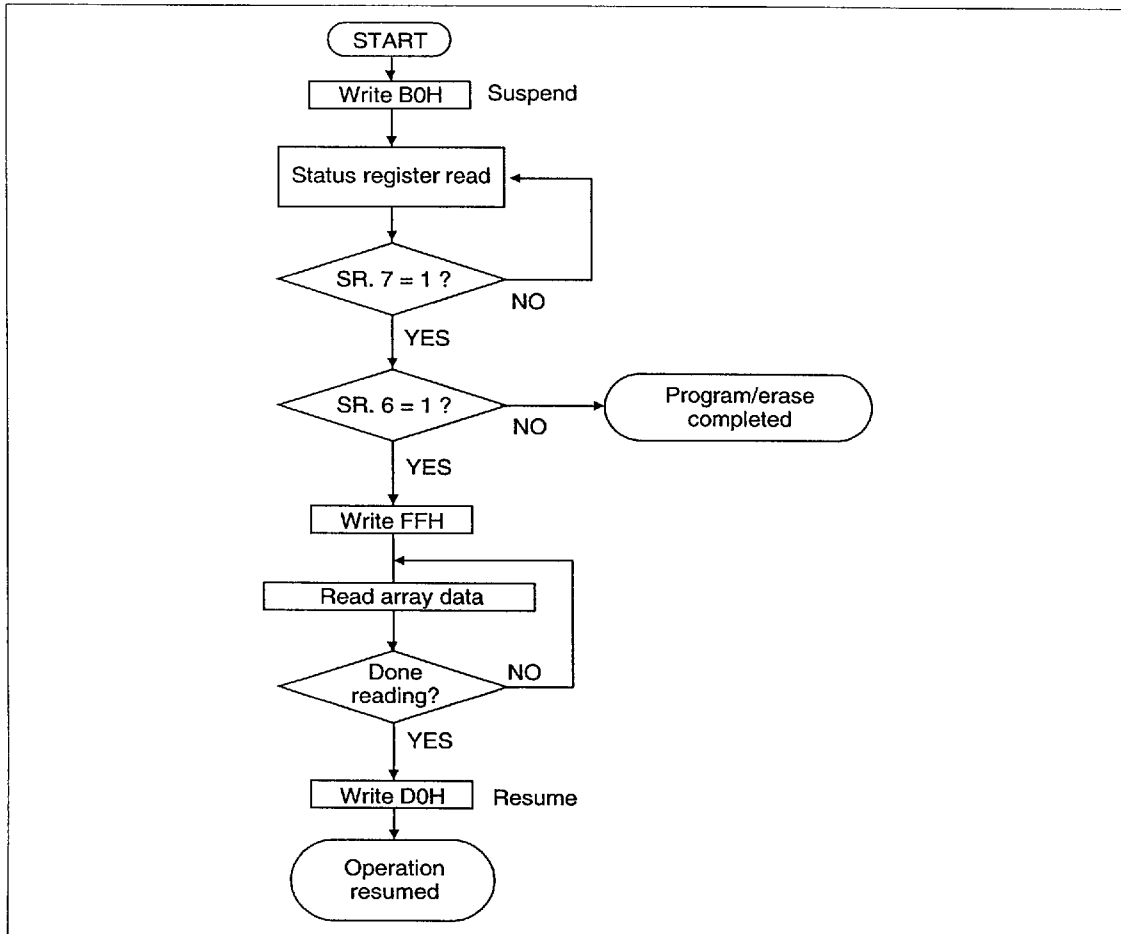 START
Write B0H
Suspend
Status register read
SR. 7 = 1 ?
NO
YES
SR. 6 = 1 ?
NO
Program/erase
completed
YES
Write FFH
Read array data
Done
reading?
NO
YES
Write D0H
Resume
Operation
resumed